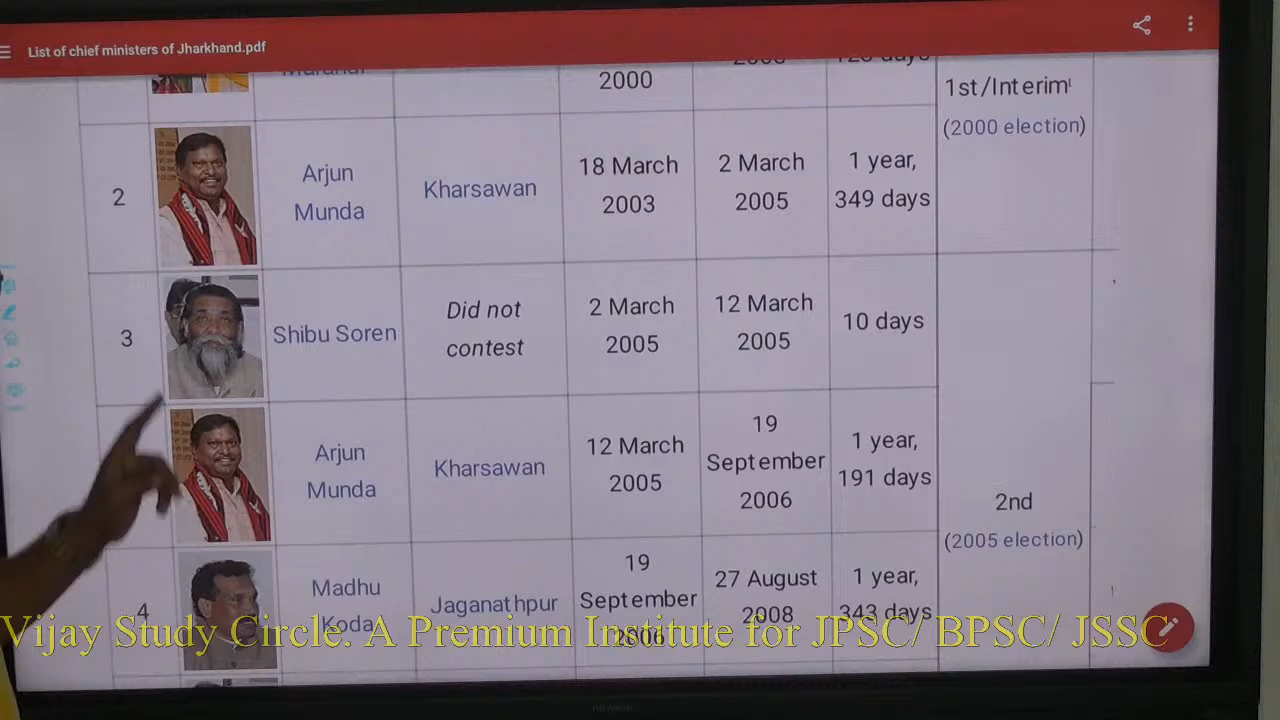 List of chief ministers of Jharkhand.pdf
2000
1st/Interim
(2000 election)
2
Arjun
Munda
Kharsawan
18 March
2003
2 March
2005
1 year,
349 days
3
Shibu Soren
Did not
contest
2 March
2005
12 March
2005
10 days
Arjun
Munda
Kharsawan
12 March
2005
19
September
2006
1 year,
191 days
2nd
(2005 election)
4
Madhu
Koda
Jaganathpur
19
September
2006
27 August
2008
1 year,
343 days
Vijay Study Circle. A Premium Institute for JPSC/ BPSC/ JSSC